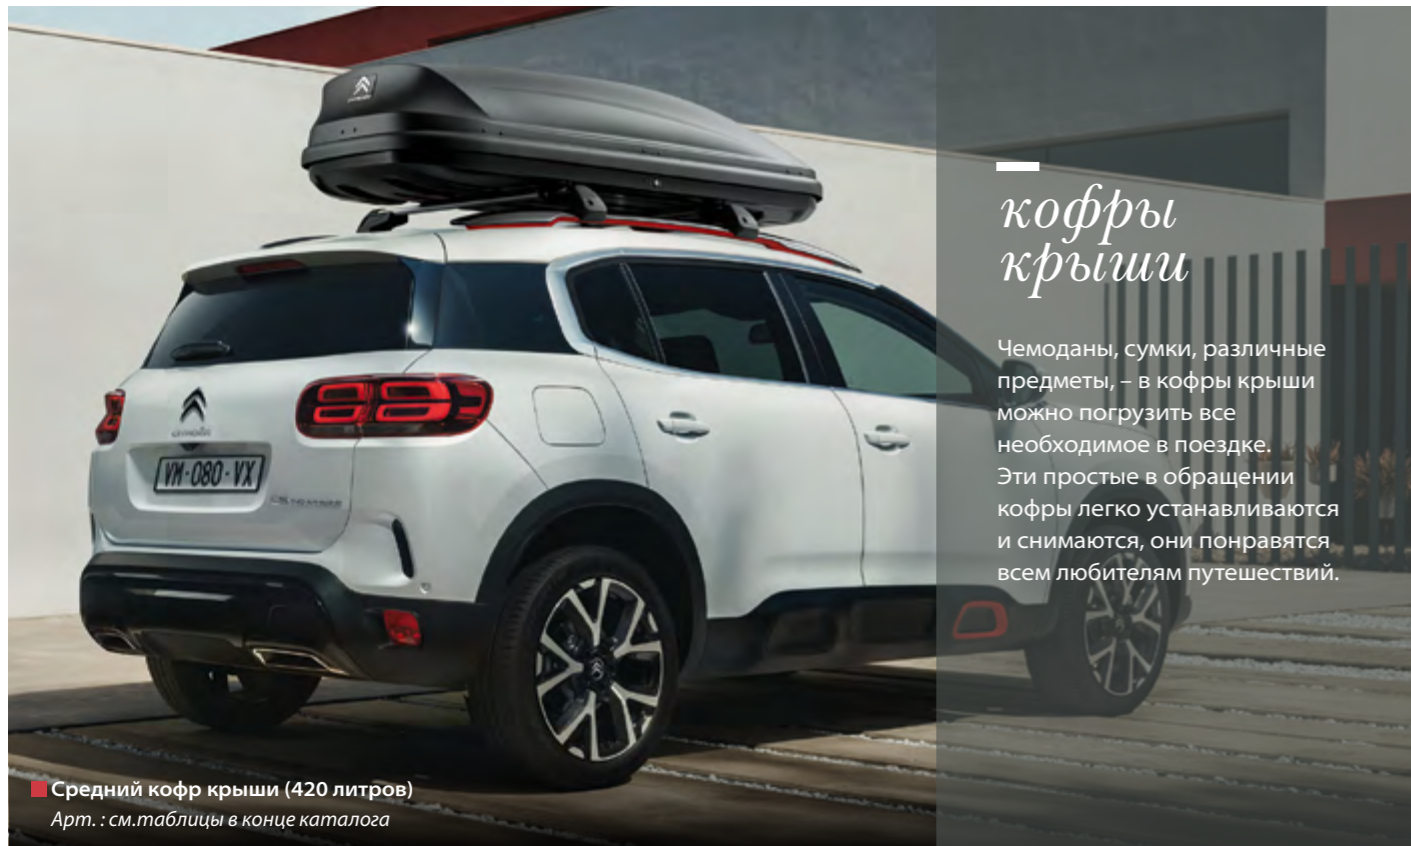 кофры
крыши
Чемоданы, сумки, различные
предметы, – в кофры крыши
можно погрузить все
необходимое в поездке.
Эти простые в обращении
кофры легко устанавливаются
и снимаются, они понравятся
всем любителям путешествий.
VM-080-VX
Средний кофр крыши (420 литров)
Арт. : см.таблицы в конце каталога